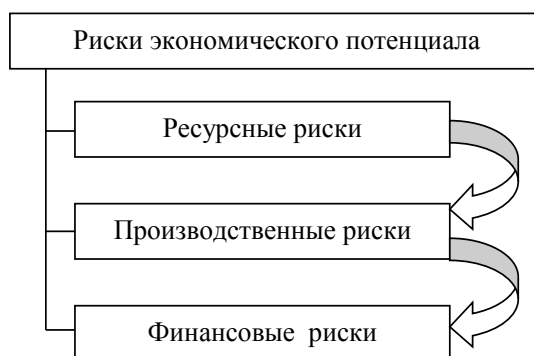 Риски экономического потенциала
Ресурсные риски
Производственные риски
Финансовые риски